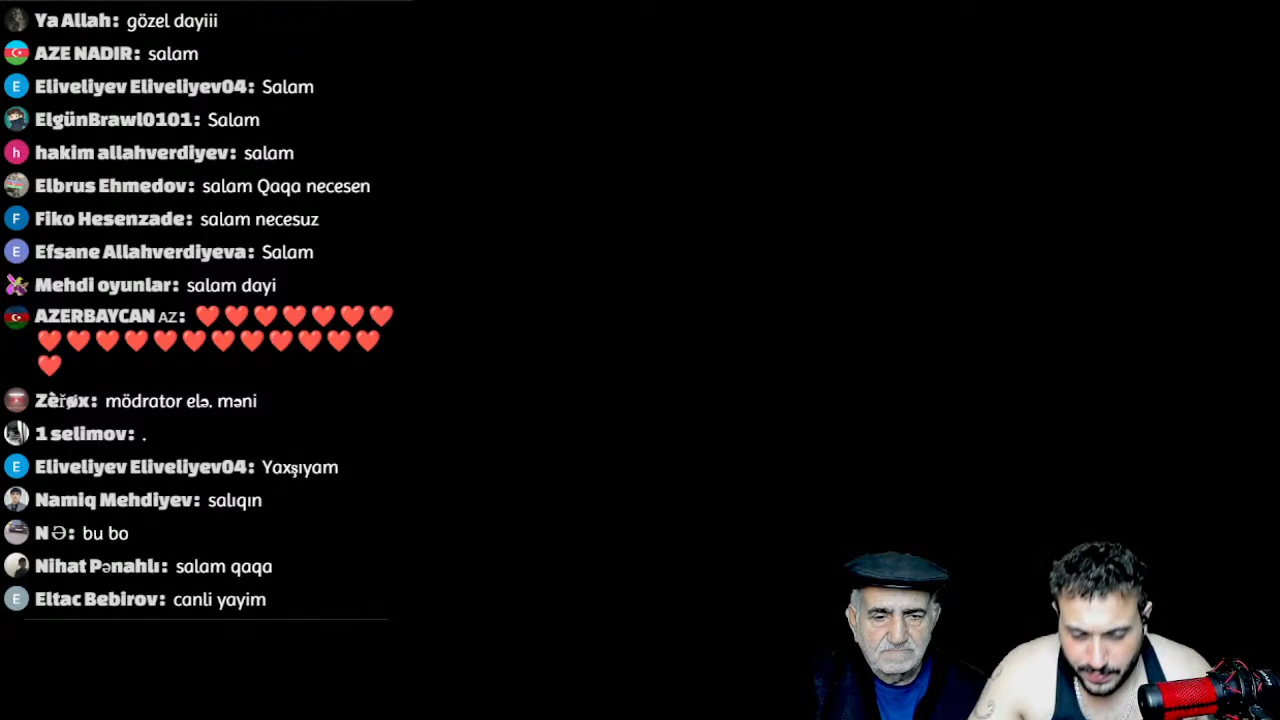 Ya Allah: gözel dayiii
AZE NADIR: salam
Eliveliyev Eliveliyev04: Salam
ElgünBrawl0101: Salam
hakim allahverdiyev: salam
Elbrus Ehmedov: salam Qaqa necesen
Fiko Hesenzade: salam necesuz
Efsane Allahverdiyeva: Salam
Mehdi oyunlar: salam dayi
AZERBAYCAN AZ: ❤️❤️❤️❤️❤️❤️❤️
❤️❤️❤️❤️❤️❤️❤️❤️❤️❤️❤️❤️
❤️
Zèřøx: mödrator elə. məni
1 selimov: .
Eliveliyev Eliveliyev04: Yaxşıyam
Namiq Mehdiyev: salıqın
N Ə: bu bo
Nihat Pənahlı: salam qaqa
Eltac Bebirov: canli yayim